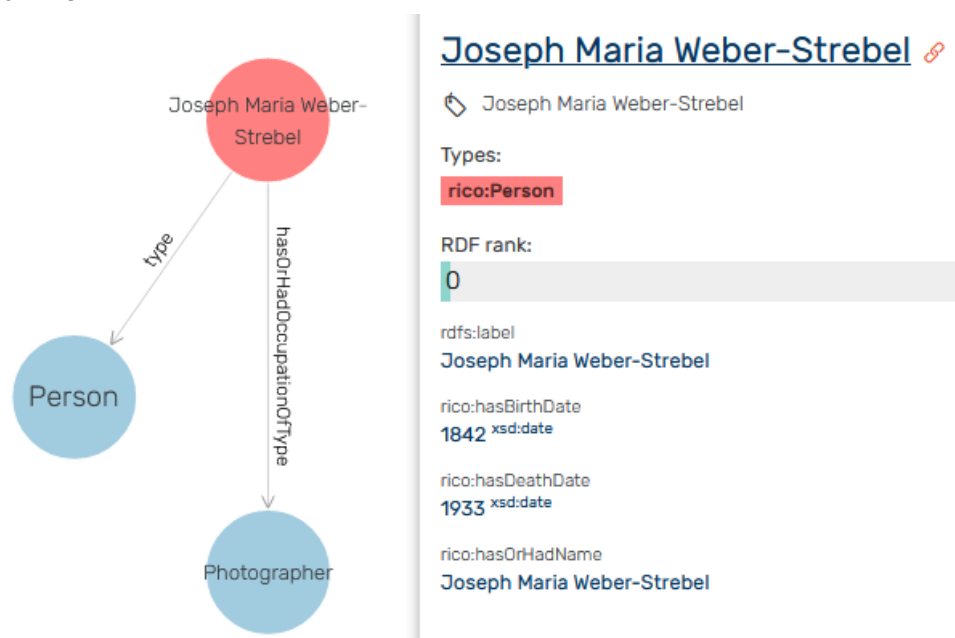 Joseph Maria Weber-
Strebel
type
hasOrHadOccupationOfType
Person
Photographer
Joseph Maria Weber-Strebel
Joseph Maria Weber-Strebel
Types:
rico:Person
RDF rank:
0
rdfs:label
Joseph Maria Weber-Strebel
rico:hasBirthDate
1842 xsd:date
rico:hasDeathDate
1933 xsd:date
rico:hasOrHadName
Joseph Maria Weber-Strebel